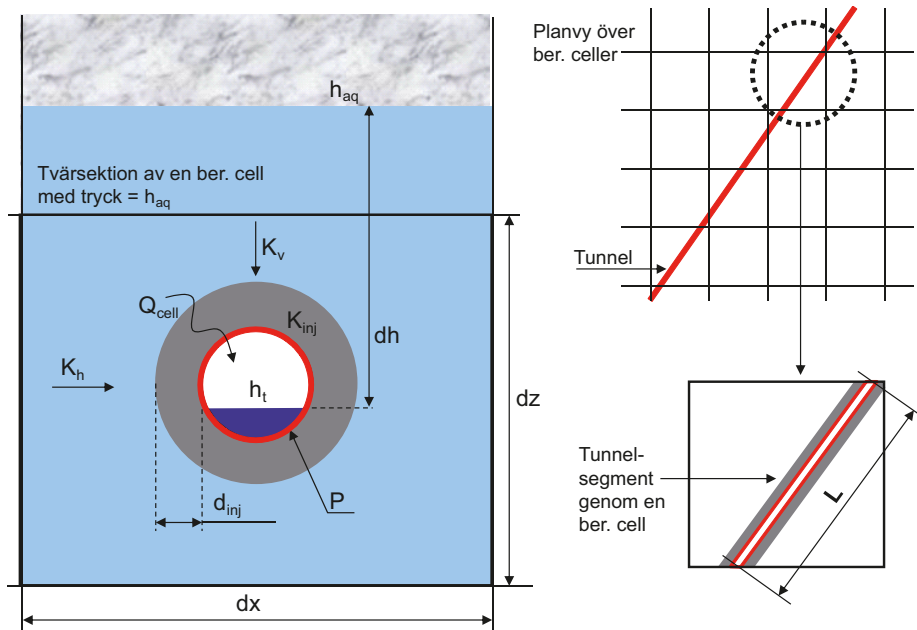 h_aq
Tvärsektion av en ber. cell
med tryck = h_aq
K_v
Q_cell
K_inj
dh
K_h
h_t
dz
d_inj
P
dx
Planvy över
ber. celler
Tunnel
Tunnel-
segment
genom en
ber. cell
L